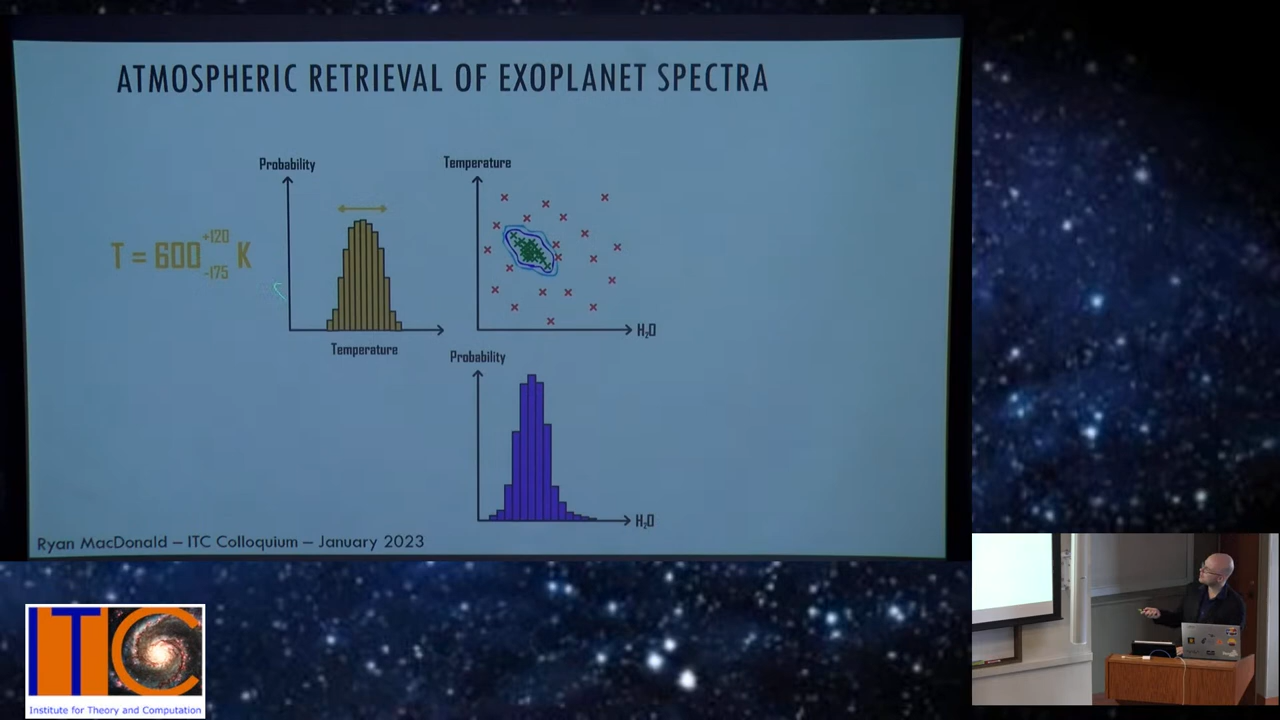 ATMOSPHERIC RETRIEVAL OF EXOPLANET SPECTRA
Probability
Temperature
T = 600 +120 -175 K
Temperature
H₂O
Probability
H₂O
Ryan MacDonald – ITC Colloquium – January 2023
ITC
Institute for Theory and Computation